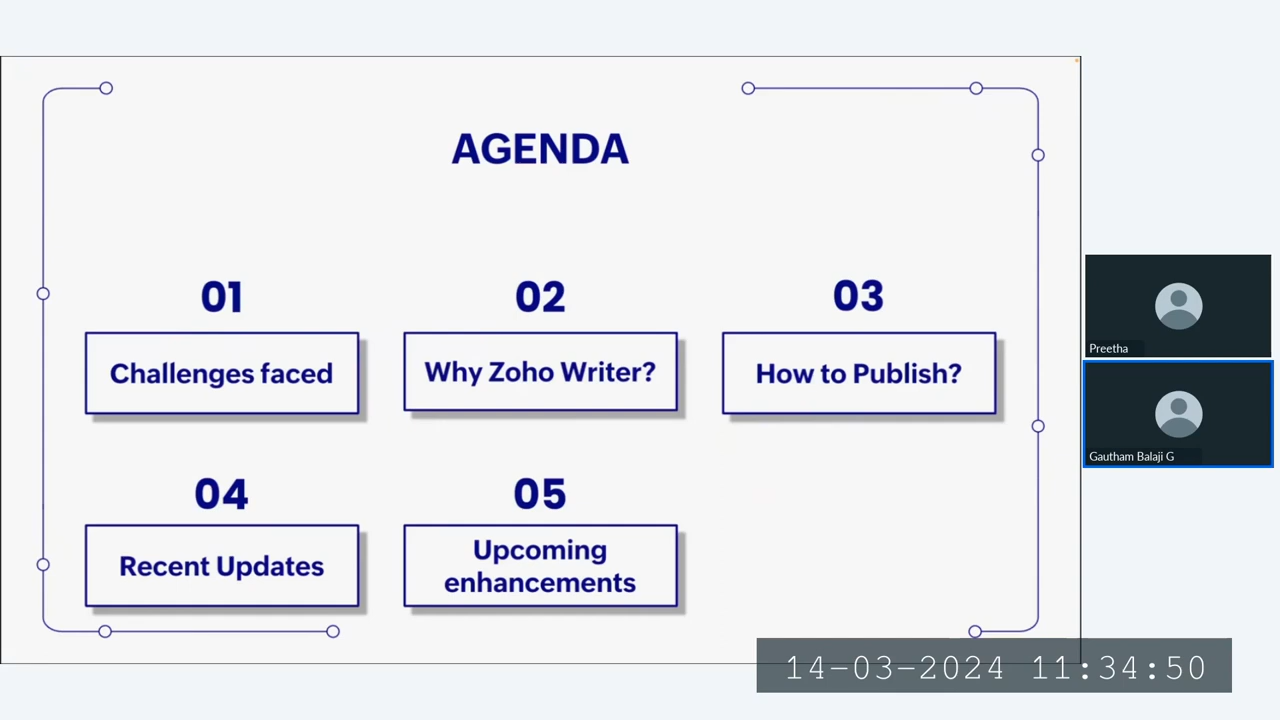 AGENDA
01
Challenges faced
02
Why Zoho Writer?
03
How to Publish?
04
Recent Updates
05
Upcoming
enhancements
Preetha
Gautham Balaji G
14-03-2024 11:34:50